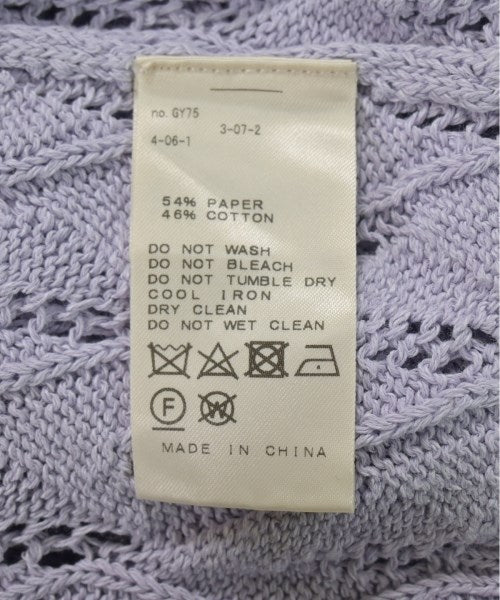 no. GY75
4-06-1 3-07-2
54% PAPER
46% COTTON
DO NOT WASH
DO NOT BLEACH
DO NOT TUMBLE DRY
COOL IRON
DRY CLEAN
DO NOT WET CLEAN
F W
MADE IN CHINA